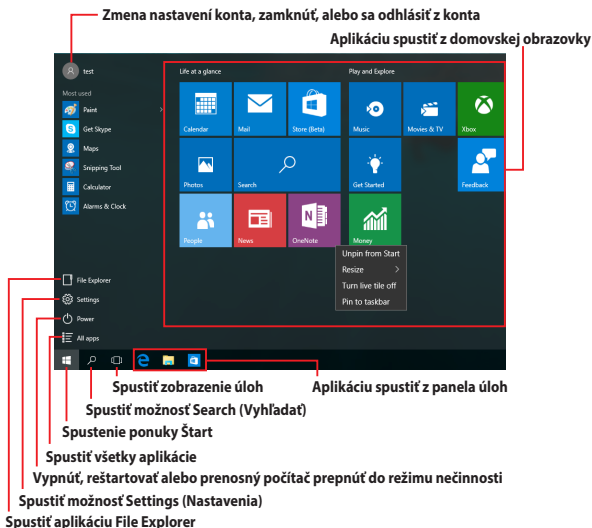 Zmena nastavení konta, zamknúť, alebo sa odhlásiť z konta
Aplikáciu spustiť z domovskej obrazovky
test
Life at a glance
Play and Explore
Most used
Paint
Get Skype
Maps
Snipping Tool
Calculator
Alarms & Clock
Calendar
Mail
Store (Beta)
Music
Movies & TV
Xbox
Photos
Search
Get Started
Feedback
People
News
OneNote
Money
Unpin from Start
Resize
Turn live tile off
Pin to taskbar
File Explorer
Settings
Power
All apps
Spustiť zobrazenie úloh
Aplikáciu spustiť z panela úloh
Spustiť možnosť Search (Vyhľadať)
Spustenie ponuky Štart
Spustiť všetky aplikácie
Vypnúť, reštartovať alebo prenosný počítač prepnúť do režimu nečinnosti
Spustiť možnosť Settings (Nastavenia)
Spustiť aplikáciu File Explorer